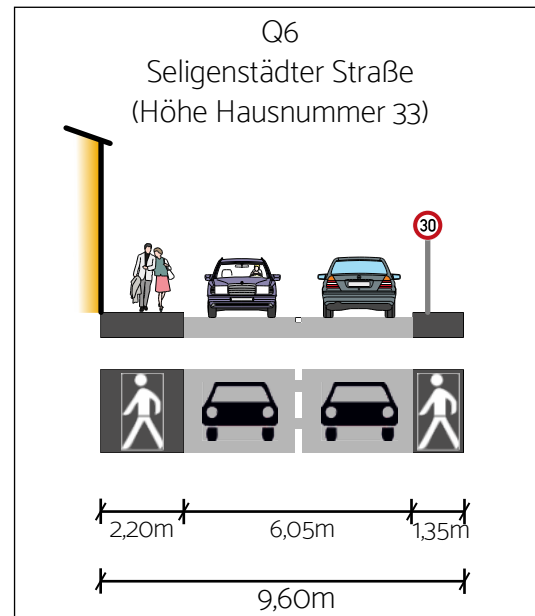 Q6
Seligenstädter Straße
(Höhe Hausnummer 33)
30
2,20m 6,05m 1,35m
9,60m